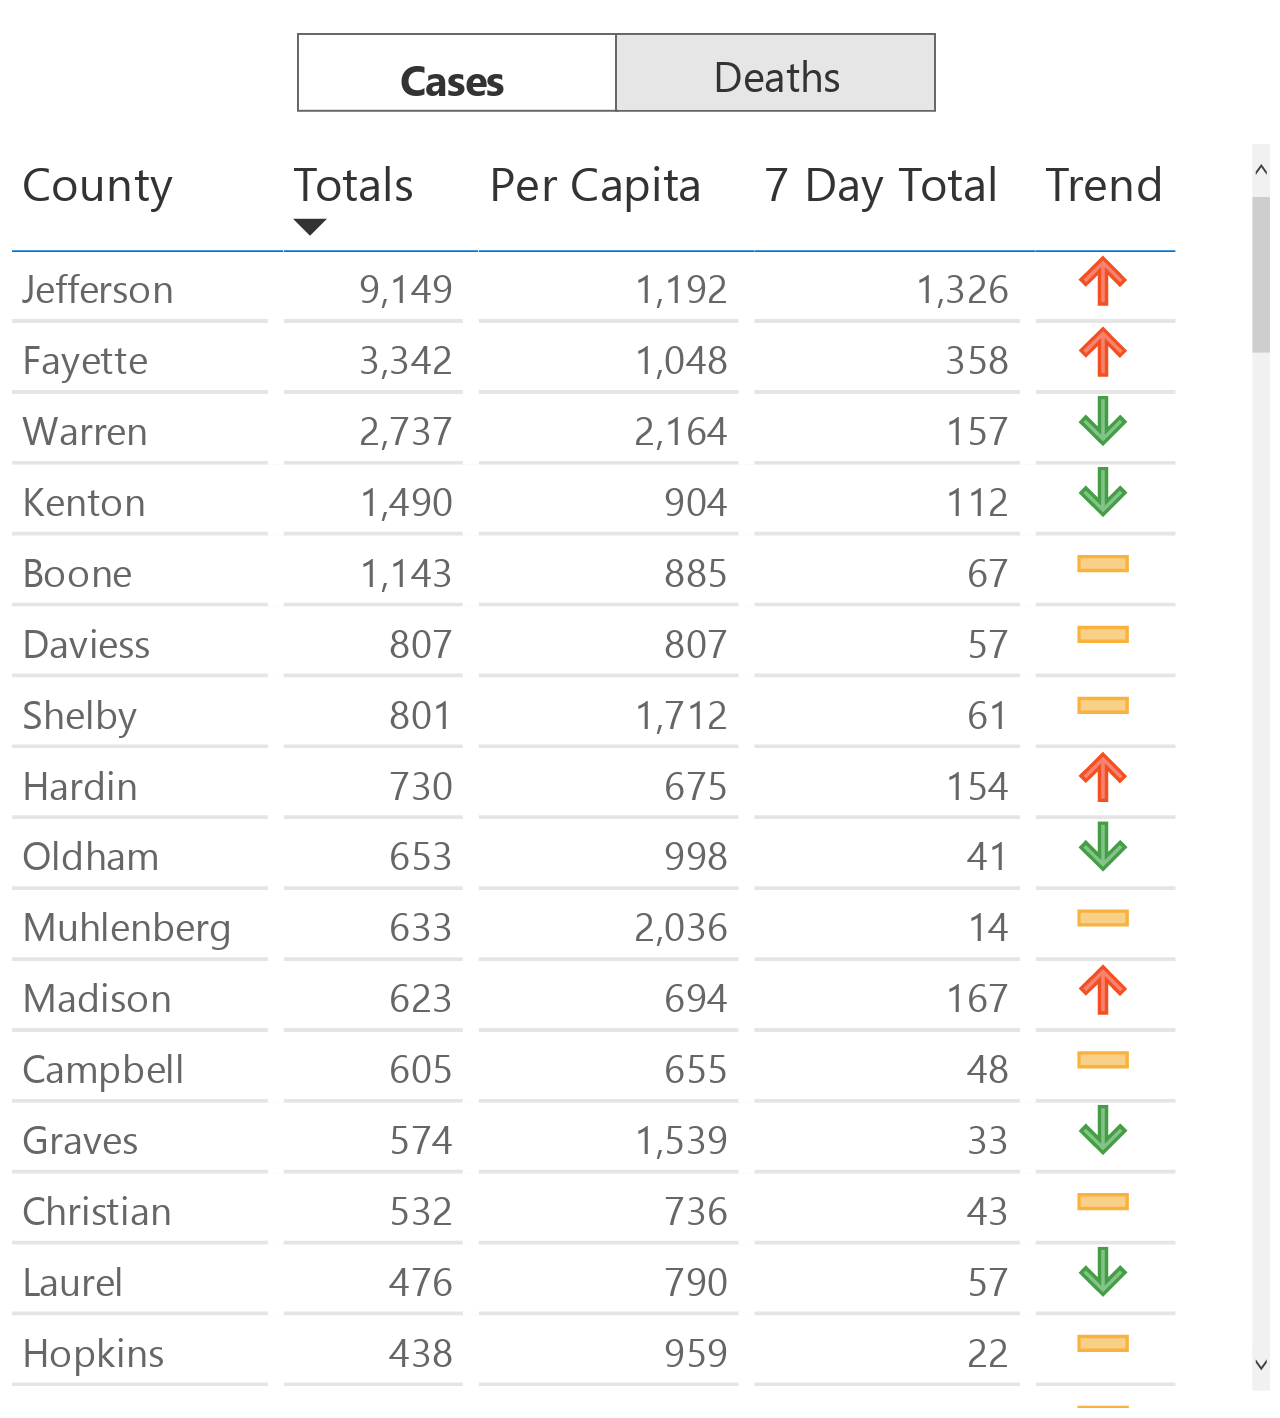 Cases Deaths
County Totals Per Capita 7 Day Total Trend
Jefferson 9,149 1,192 1,326
Fayette 3,342 1,048 358
Warren 2,737 2,164 157
Kenton 1,490 904 112
Boone 1,143 885 67
Daviess 807 807 57
Shelby 801 1,712 61
Hardin 730 675 154
Oldham 653 998 41
Muhlenberg 633 2,036 14
Madison 623 694 167
Campbell 605 655 48
Graves 574 1,539 33
Christian 532 736 43
Laurel 476 790 57
Hopkins 438 959 22